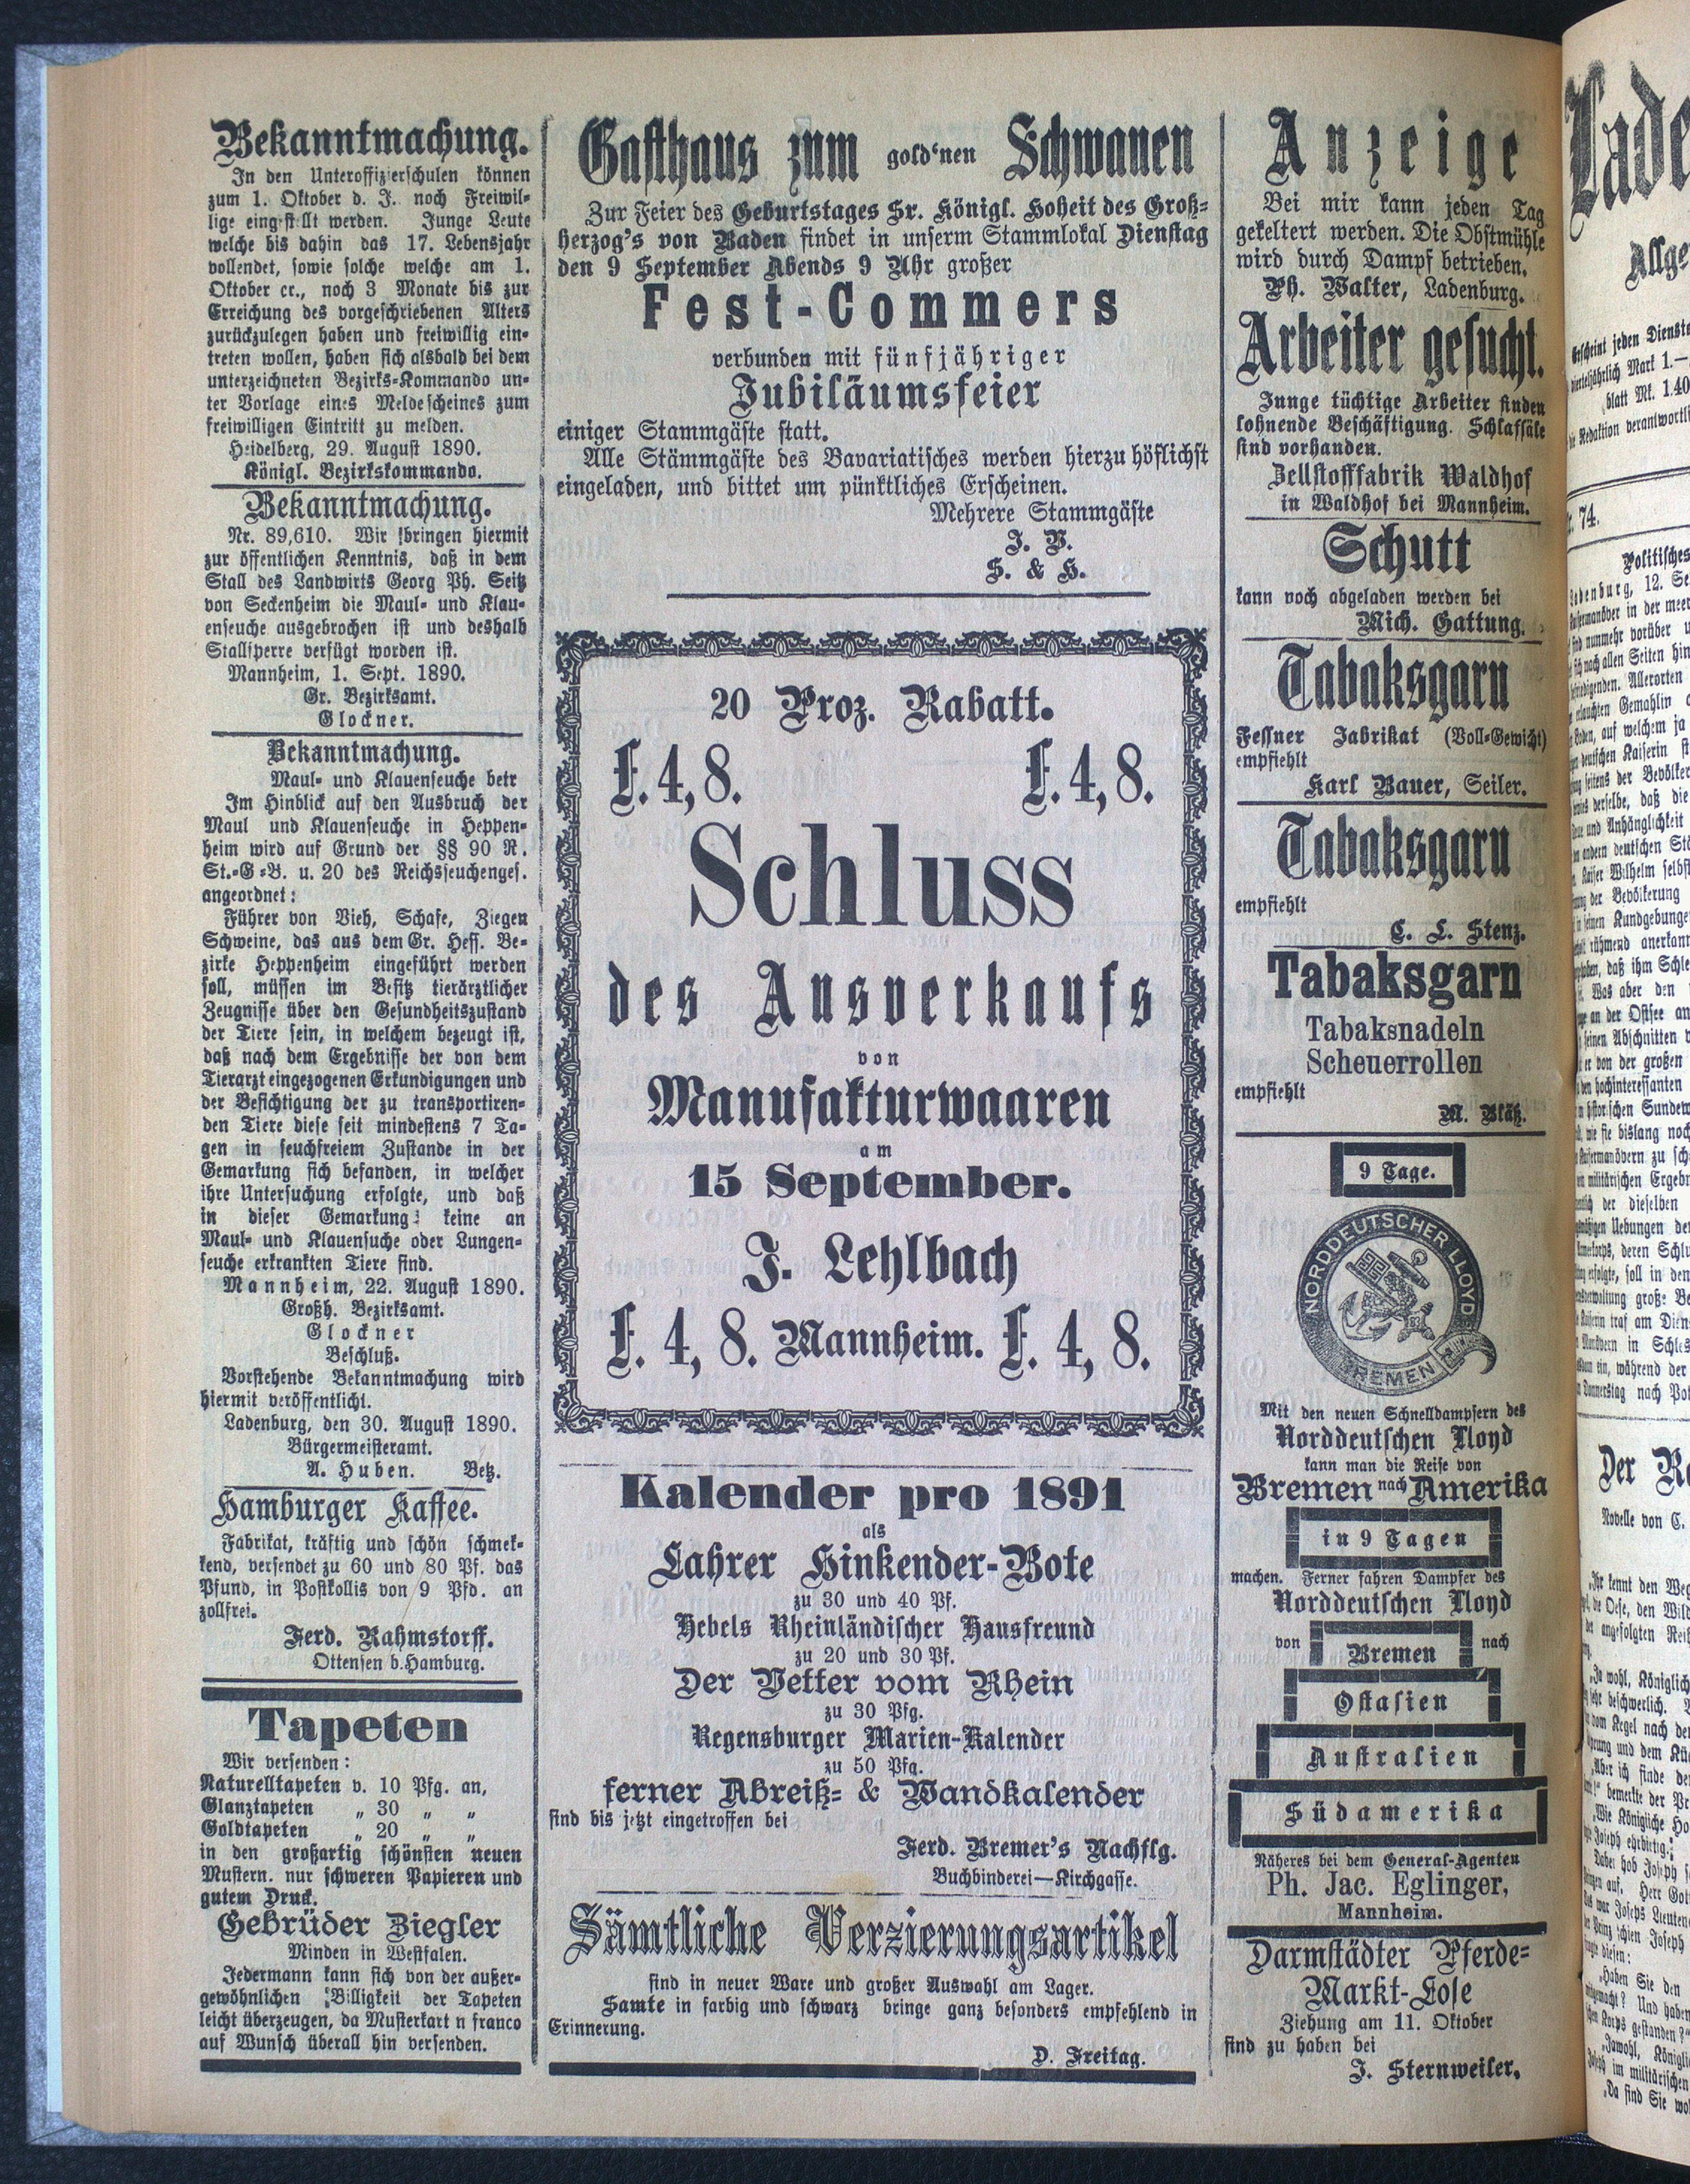 Bekanntmachung.
In den Unteroffizierschulen können
zum 1. Oktober d. J. noch Freiwil-
lige eing st llt werden. Junge Leute
welche bis dahin das 17. Lebensjahr
vollendet, sowie solche welche am 1.
Oktober cr., noch 3 Monate bis zur
Erreichung des vorgeschriebenen Alters
zurückzulegen haben und freiwillig ein-
treten wollen, haben sich alsbald bei dem
unterzeichneten Bezirks-Kommando un-
ter Vorlage eines Meldescheines zum
freiwilligen Eintritt zu melden.
Heidelberg, 29. August 1890.
Königl. Bezirkskommando.
Bekanntmachung.
Nr. 89,610. Wir bringen hiermit
zur öffentlichen Kenntnis, daß in dem
Stall des Landwirts Georg Ph. Seitz
von Seckenheim die Maul- und Klau-
enseuche ausgebrochen ist und deshalb
Stallsperre verfügt worden ist.
Mannheim, 1. Sept. 1890.
Gr. Bezirksamt.
Glockner.
Bekanntmachung.
Maul- und Klauenseuche betr
Im Hinblick auf den Ausbruch der
Maul und Klauenseuche in Heppen-
heim wird auf Grund der §§ 90 R.
St.-G-B. u. 20 des Reichsseuchenges.
angeordnet:
Führer von Vieh, Schafe, Ziegen
Schweine, das aus dem Gr. Hess. Be-
zirke Heppenheim eingeführt werden
soll, müssen im Besitz tierärztlicher
Zeugnisse über den Gesundheitszustand
der Tiere sein, in welchem bezeugt ist,
daß nach dem Ergebnisse der von dem
Tierarzt eingezogenen Erkundigungen und
der Besichtigung der zu transportiren-
den Tiere diese seit mindestens 7 Ta-
gen in seuchfreiem Zustande in der
Gemarkung sich befanden, in welcher
ihre Untersuchung erfolgte, und daß
in dieser Gemarkung keine an
Maul- und Klauensuche oder Lungen-
seuche erkrankten Tiere sind.
Mannheim, 22. August 1890.
Großh. Bezirksamt.
Glockner
Beschluß.
Vorstehende Bekanntmachung wird
hiermit veröffentlicht.
Ladenburg, den 30. August 1890.
Bürgermeisteramt.
A. Huben. Betz.
Hamburger Kaffee.
Fabrikat, kräftig und schön schmek-
kend, versendet zu 60 und 80 Pf. das
Pfund, in Postkollis von 9 Pfd. an
zollfrei.
Ferd. Rahmstorff.
Ottensen b. Hamburg.
Tapeten
Wir versenden:
Naturelltapeten v. 10 Pfg. an,
Glanztapeten „ 30 „ „
Goldtapeten „ 20 „ „
in den großartig schönsten neuen
Mustern. nur schweren Papieren und
gutem Druck.
Gebrüder Ziegler
Minden in Westfalen.
Jedermann kann sich von der außer-
gewöhnlichen Billigkeit der Tapeten
leicht überzeugen, da Musterkart n franco
auf Wunsch überall hin versenden.
Gasthaus zum gold'nen Schwanen
Zur Feier des Geburtstages Sr. Königl. Hoheit des Groß-
herzog's von Baden findet in unserm Stammlokal Dienstag
den 9 September Abends 9 Uhr großer
Fest-Commers
verbunden mit fünfjähriger
Jubiläumsfeier
einiger Stammgäste statt.
Alle Stämmgäste des Bavariatisches werden hierzu höflichst
eingeladen, und bittet um pünktliches Erscheinen.
Mehrere Stammgäste
J. V.
S. & H.
20 Proz. Rabatt.
F. 4, 8. F. 4, 8.
Schluss
des Ausverkaufs
von
Manufakturwaaren
am
15 September.
J. Lehlbach
F. 4, 8. Mannheim. F. 4, 8.
Kalender pro 1891
als
Lahrer Hinkender-Bote
zu 30 und 40 Pf.
Hebels Rheinländischer Hausfreund
zu 20 und 30 Pf.
Der Vetter vom Rhein
zu 30 Pfg.
Regensburger Marien-Kalender
zu 50 Pfg.
ferner Abreiß- & Wandkalender
sind bis jetzt eingetroffen bei
Ferd. Bremer's Nachflg.
Buchbinderei—Kirchgasse.
Sämtliche Verzierungsartikel
sind in neuer Ware und großer Auswahl am Lager.
Samte in farbig und schwarz bringe ganz besonders empfehlend in
Erinnerung.
D. Freitag.
Anzeige
Bei mir kann jeden Tag
gekeltert werden. Die Obstmühle
wird durch Dampf betrieben.
Ph. Walter, Ladenburg.
Arbeiter gesucht.
Junge tüchtige Arbeiter finden
lohnende Beschäftigung. Schlafsäle
sind vorhanden.
Zellstofffabrik Waldhof
in Waldhof bei Mannheim.
Schutt
kann noch abgeladen werden bei
Mich. Gattung.
Tabaksgarn
Fessner Fabrikat (Voll-Gewicht)
empfiehlt
Karl Bauer, Seiler.
Tabaksgarn
empfiehlt
C. L. Stenz.
Tabaksgarn
Tabaksnadeln
Scheuerrollen
empfiehlt
M. Bläß.
9 Tage.
NORDDEUTSCHER LLOYD
BREMEN
Mit den neuen Schnelldampfern des
Norddeutschen Lloyd
kann man die Reise von
Bremen nach Amerika
in 9 Tagen
machen. Ferner fahren Dampfer des
Norddeutschen Lloyd
von Bremen nach
Ostasien
Australien
Südamerika
Näheres bei dem General-Agenten
Ph. Jac. Eglinger,
Mannheim.
Darmstädter Pferde-
Markt-Lose
Ziehung am 11. Oktober
sind zu haben bei
J. Sternweiler.